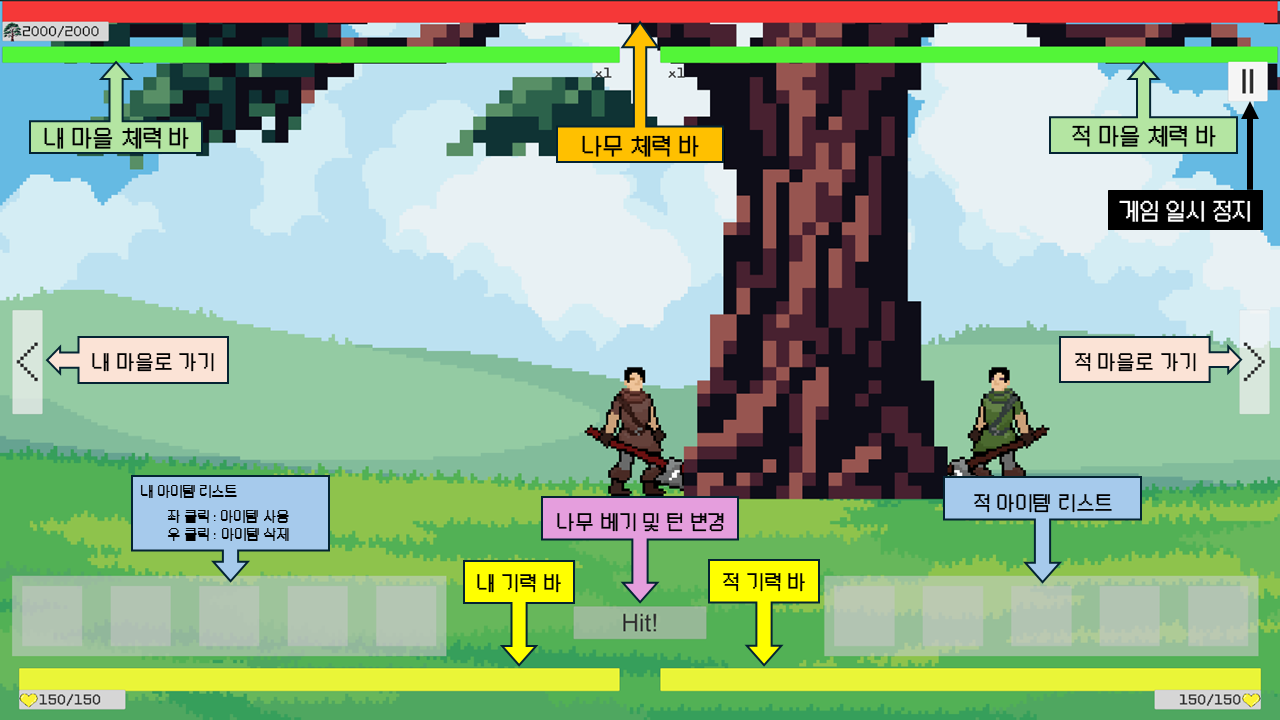 2000/2000
x1
x1
내 마을 체력 바
나무 체력 바
적 마을 체력 바
게임 일시 정지
내 마을로 가기
적 마을로 가기
내 아이템 리스트
좌 클릭 : 아이템 사용
우 클릭 : 아이템 삭제
나무 베기 및 턴 변경
적 아이템 리스트
내 기력 바
적 기력 바
Hit!
150/150
150/150